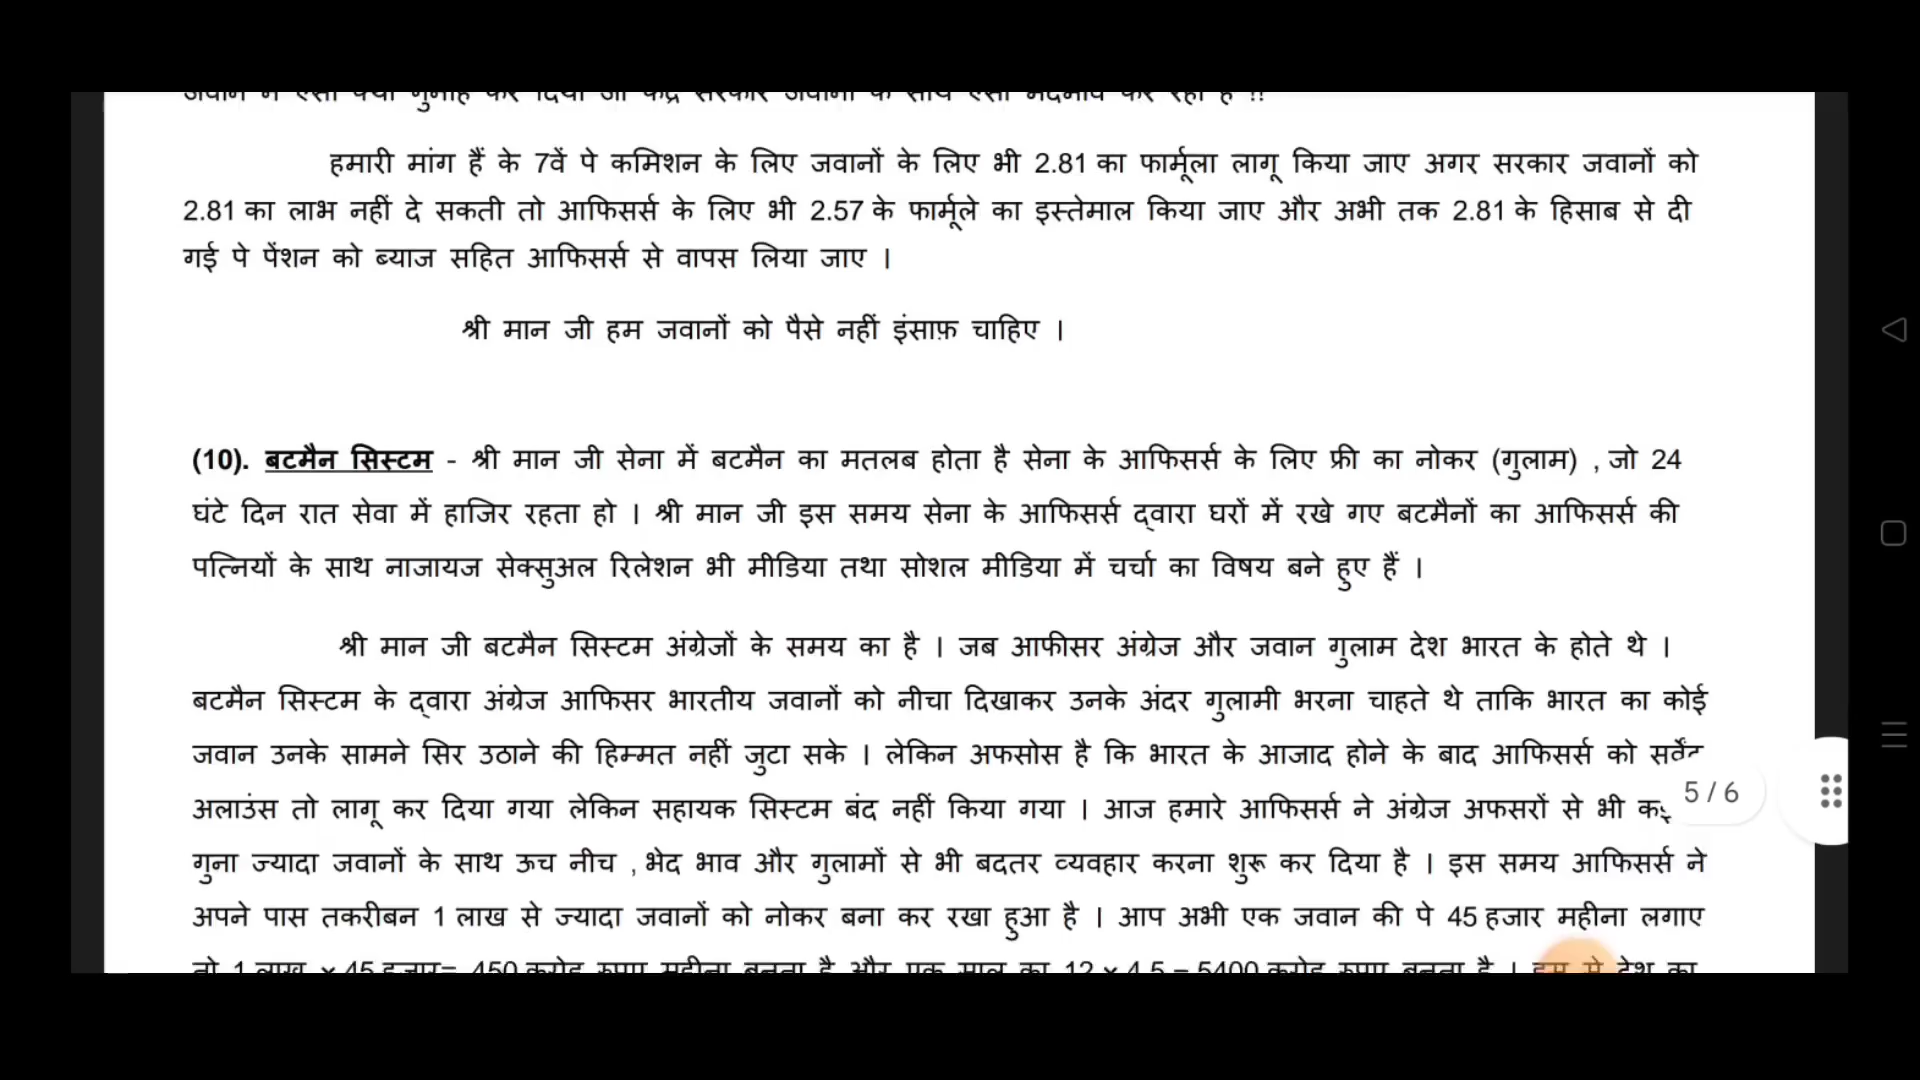 हमारी मांग हैं के 7वें पे कमिशन के लिए जवानों के लिए भी 2.81 का फार्मूला लागू किया जाए अगर सरकार जवानों को
2.81 का लाभ नहीं दे सकती तो आफिसर्स के लिए भी 2.57 के फार्मूले का इस्तेमाल किया जाए और अभी तक 2.81 के हिसाब से दी
गई पे पेंशन को ब्याज सहित आफिसर्स से वापस लिया जाए ।
श्री मान जी हम जवानों को पैसे नहीं इंसाफ़ चाहिए ।
(10). बटमैन सिस्टम - श्री मान जी सेना में बटमैन का मतलब होता है सेना के आफिसर्स के लिए फ्री का नोकर (गुलाम) , जो 24
घंटे दिन रात सेवा में हाजिर रहता हो । श्री मान जी इस समय सेना के आफिसर्स द्वारा घरों में रखे गए बटमैनों का आफिसर्स की
पत्नियों के साथ नाजायज सेक्सुअल रिलेशन भी मीडिया तथा सोशल मीडिया में चर्चा का विषय बने हुए हैं ।
श्री मान जी बटमैन सिस्टम अंग्रेजों के समय का है । जब आफीसर अंग्रेज और जवान गुलाम देश भारत के होते थे ।
बटमैन सिस्टम के द्वारा अंग्रेज आफिसर भारतीय जवानों को नीचा दिखाकर उनके अंदर गुलामी भरना चाहते थे ताकि भारत का कोई
जवान उनके सामने सिर उठाने की हिम्मत नहीं जुटा सके । लेकिन अफसोस है कि भारत के आजाद होने के बाद आफिसर्स को
अलाउंस तो लागू कर दिया गया लेकिन सहायक सिस्टम बंद नहीं किया गया । आज हमारे आफिसर्स ने अंग्रेज अफसरों से भी
5 / 6
गुना ज्यादा जवानों के साथ ऊच नीच , भेद भाव और गुलामों से भी बदतर व्यवहार करना शुरू कर दिया है । इस समय आफिसर्स ने
अपने पास तकरीबन 1 लाख से ज्यादा जवानों को नोकर बना कर रखा हुआ है । आप अभी एक जवान की पे 45 हजार महीना लगाए